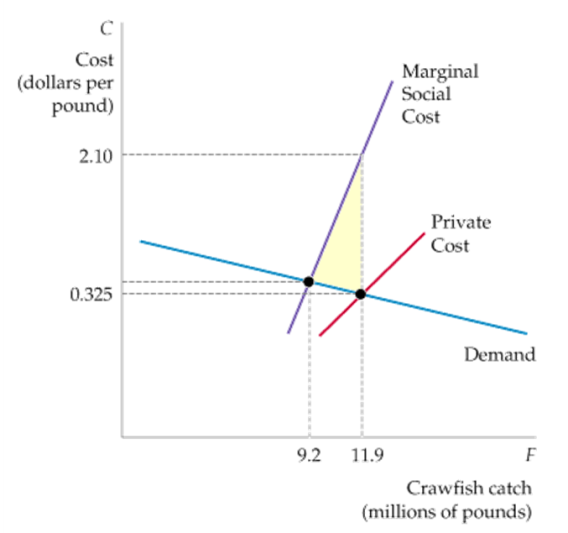 C
Cost
(dollars per
pound)
Marginal
Social
Cost
2.10
Private
Cost
0.325
Demand
9.2
11.9
F
Crawfish catch
(millions of pounds)